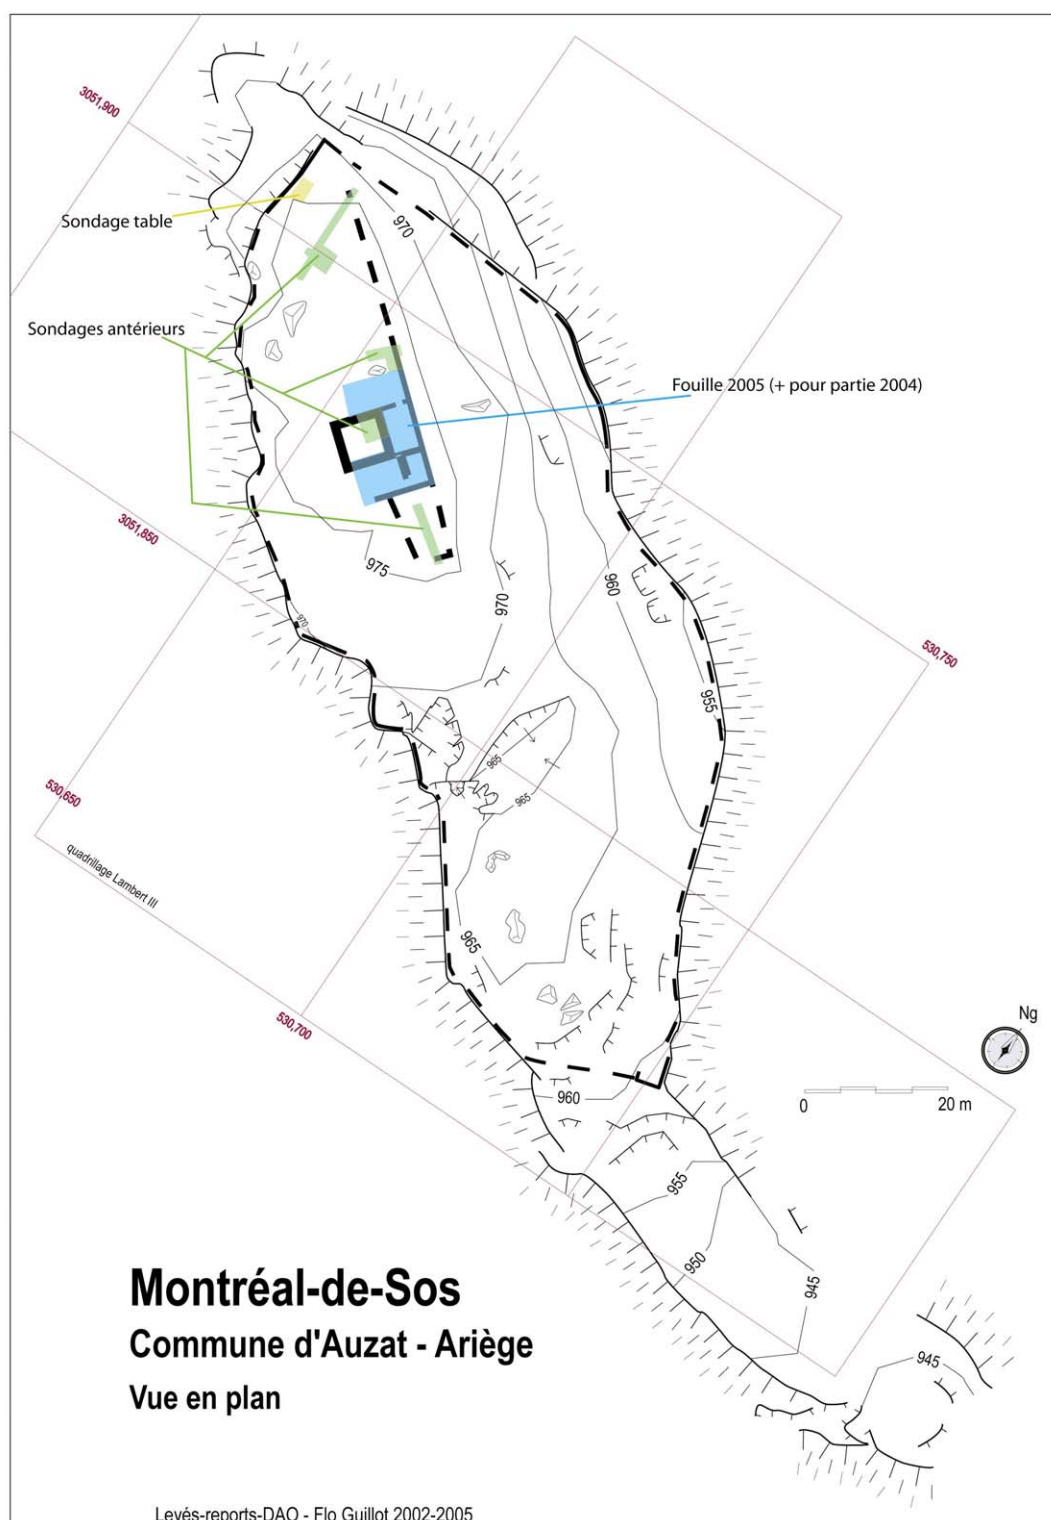 3051,900
Sondage table
970
Sondages antérieurs
Fouille 2005 (+ pour partie 2004)
3051,850
975
970
960
970
530,750
955
965
530,650
965
quadrillage Lambert III
965
530,700
Ng
960
0 20 m
955
950
945
Montréal-de-Sos
Commune d'Auzat - Ariège
945
Vue en plan
Levés-reports-DAO - Flo Guillot 2002-2005